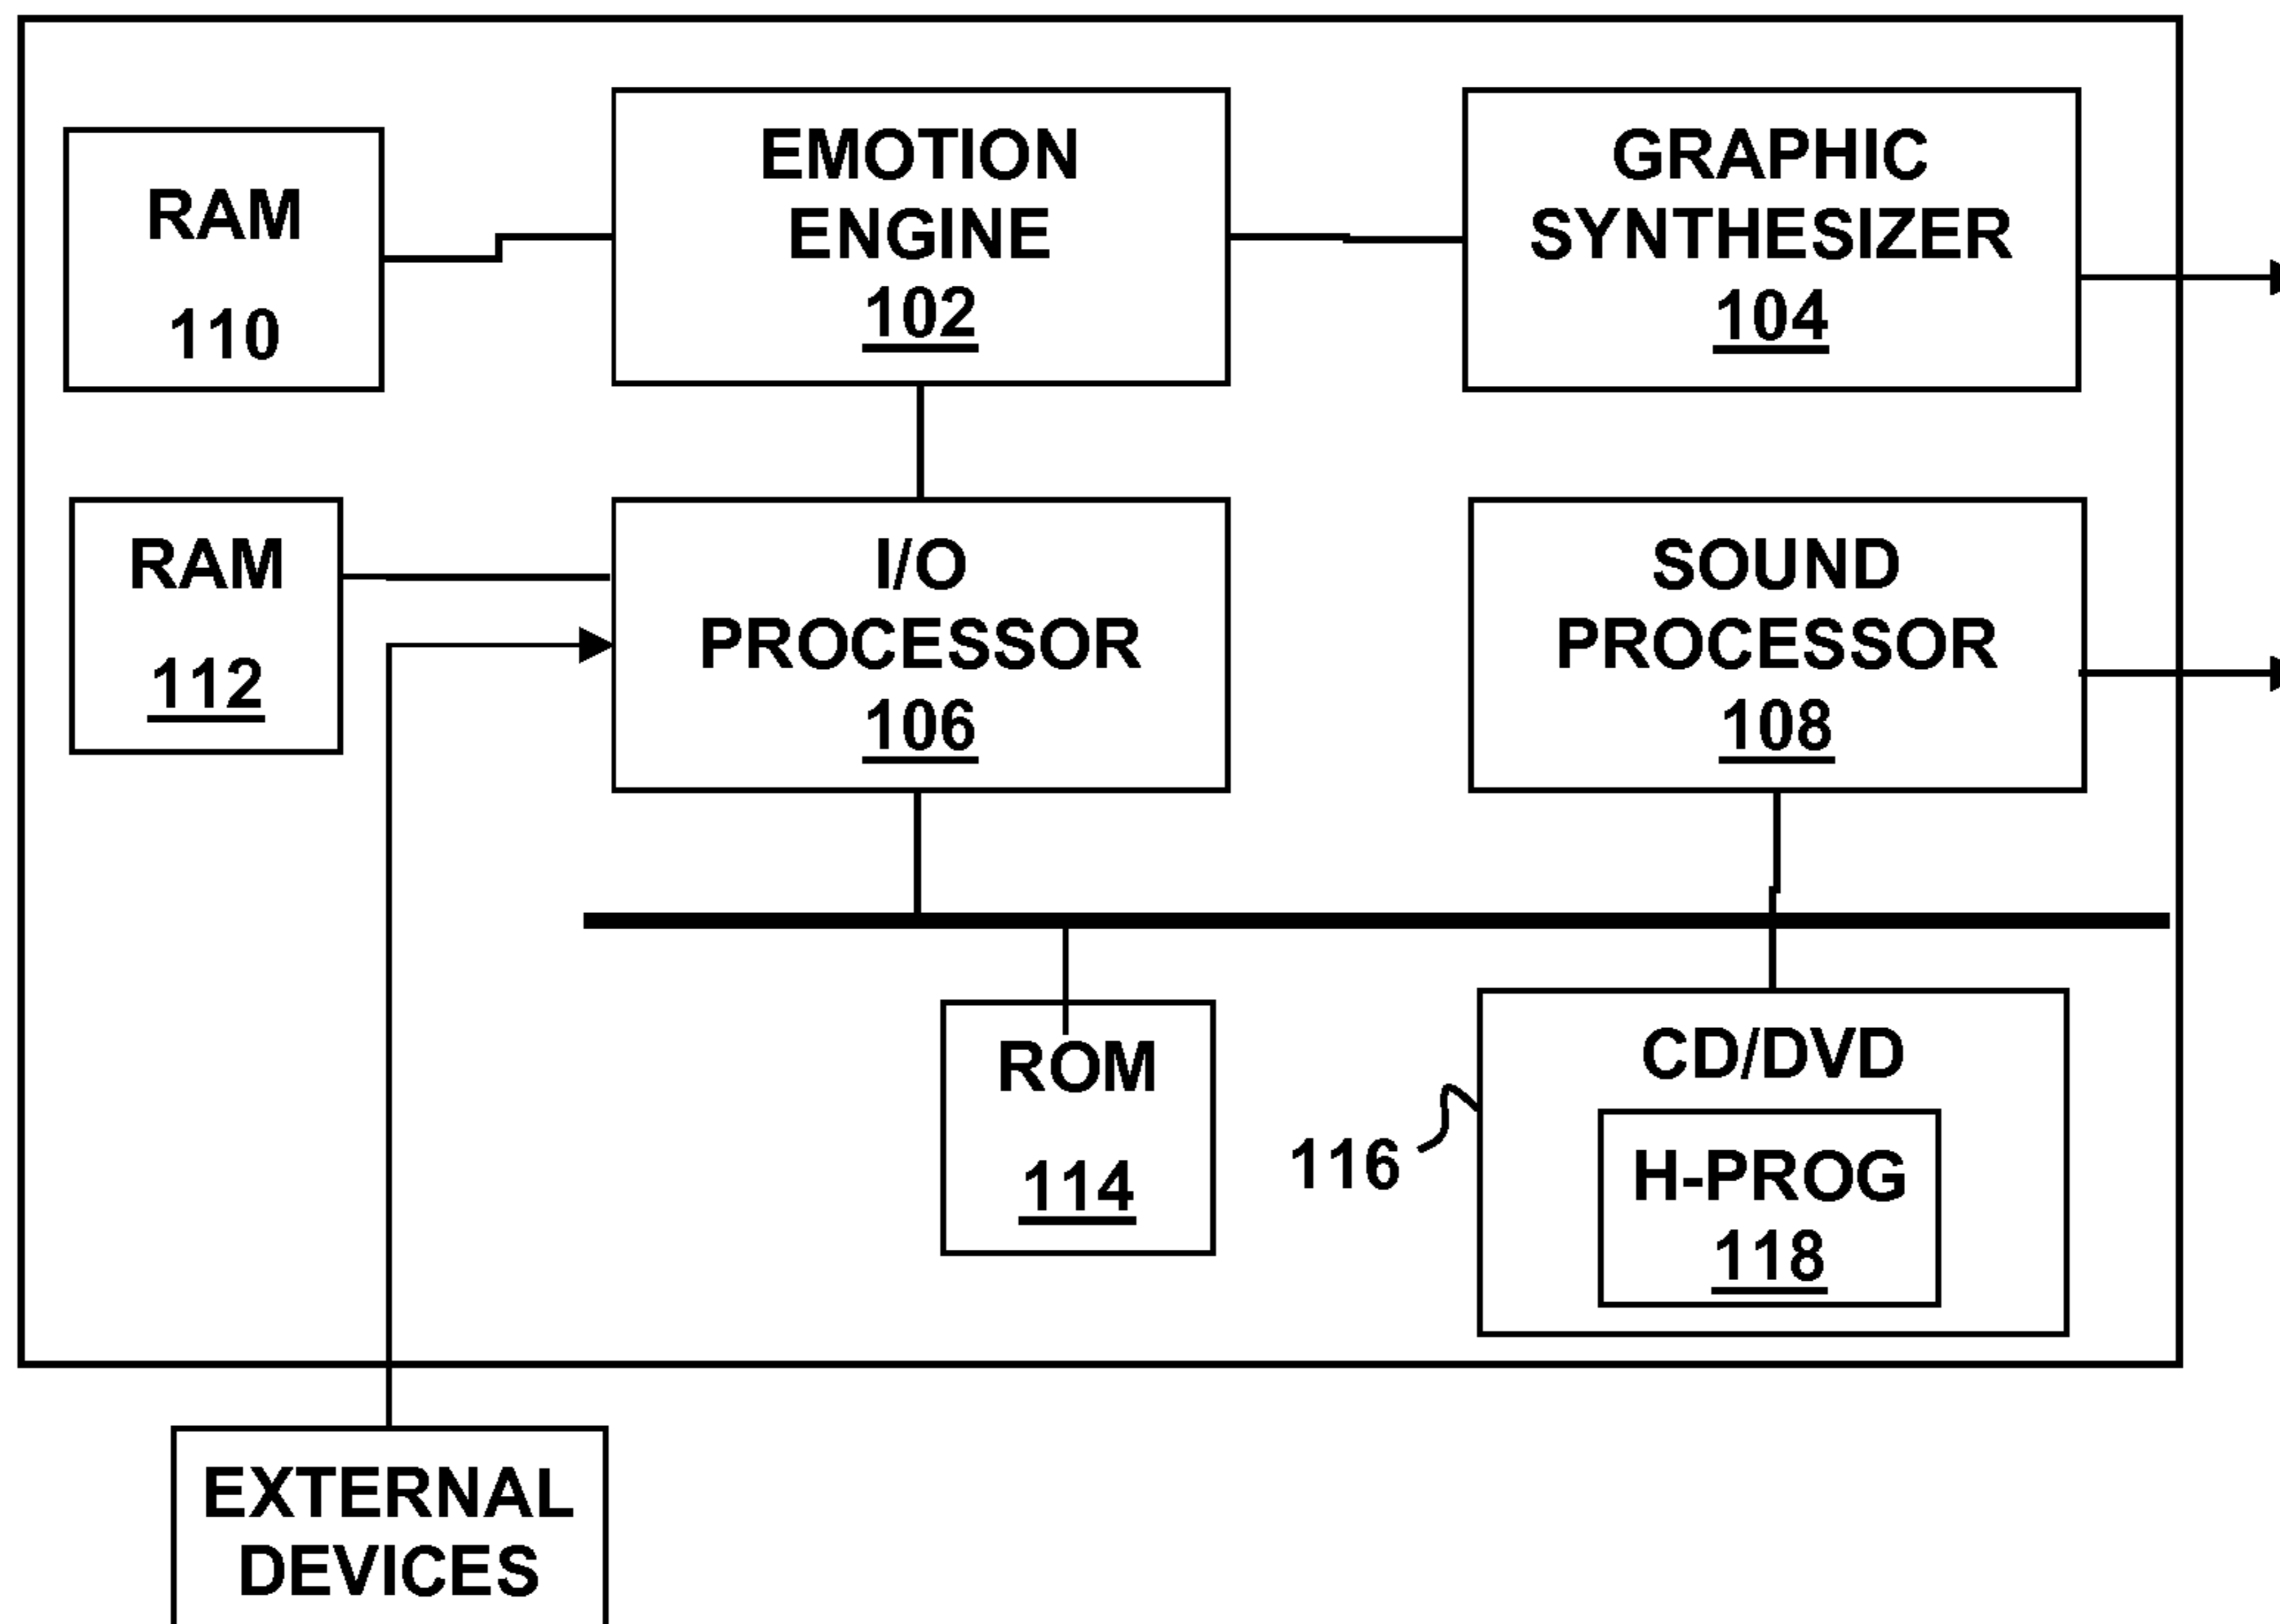 RAM
110
EMOTION
ENGINE
102
GRAPHIC
SYNTHESIZER
104
RAM
112
I/O
PROCESSOR
106
SOUND
PROCESSOR
108
ROM
114
116
CD/DVD
H-PROG
118
EXTERNAL
DEVICES